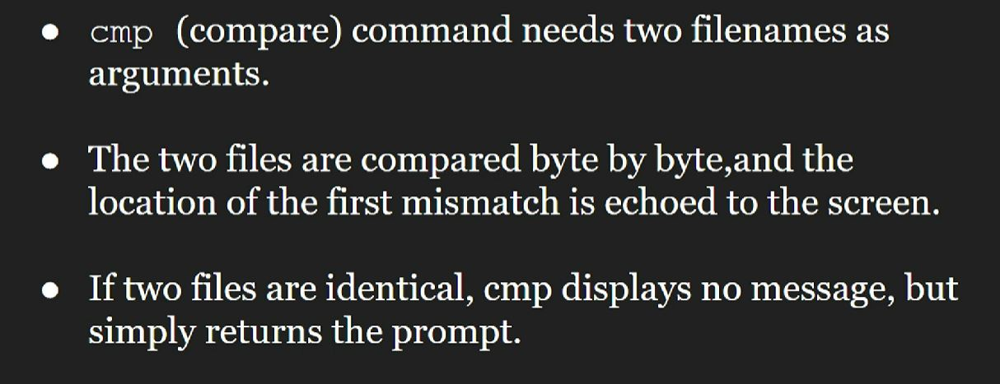 ● cmp (compare) command needs two filenames as
arguments.
● The two files are compared byte by byte,and the
location of the first mismatch is echoed to the screen.
● If two files are identical, cmp displays no message, but
simply returns the prompt.